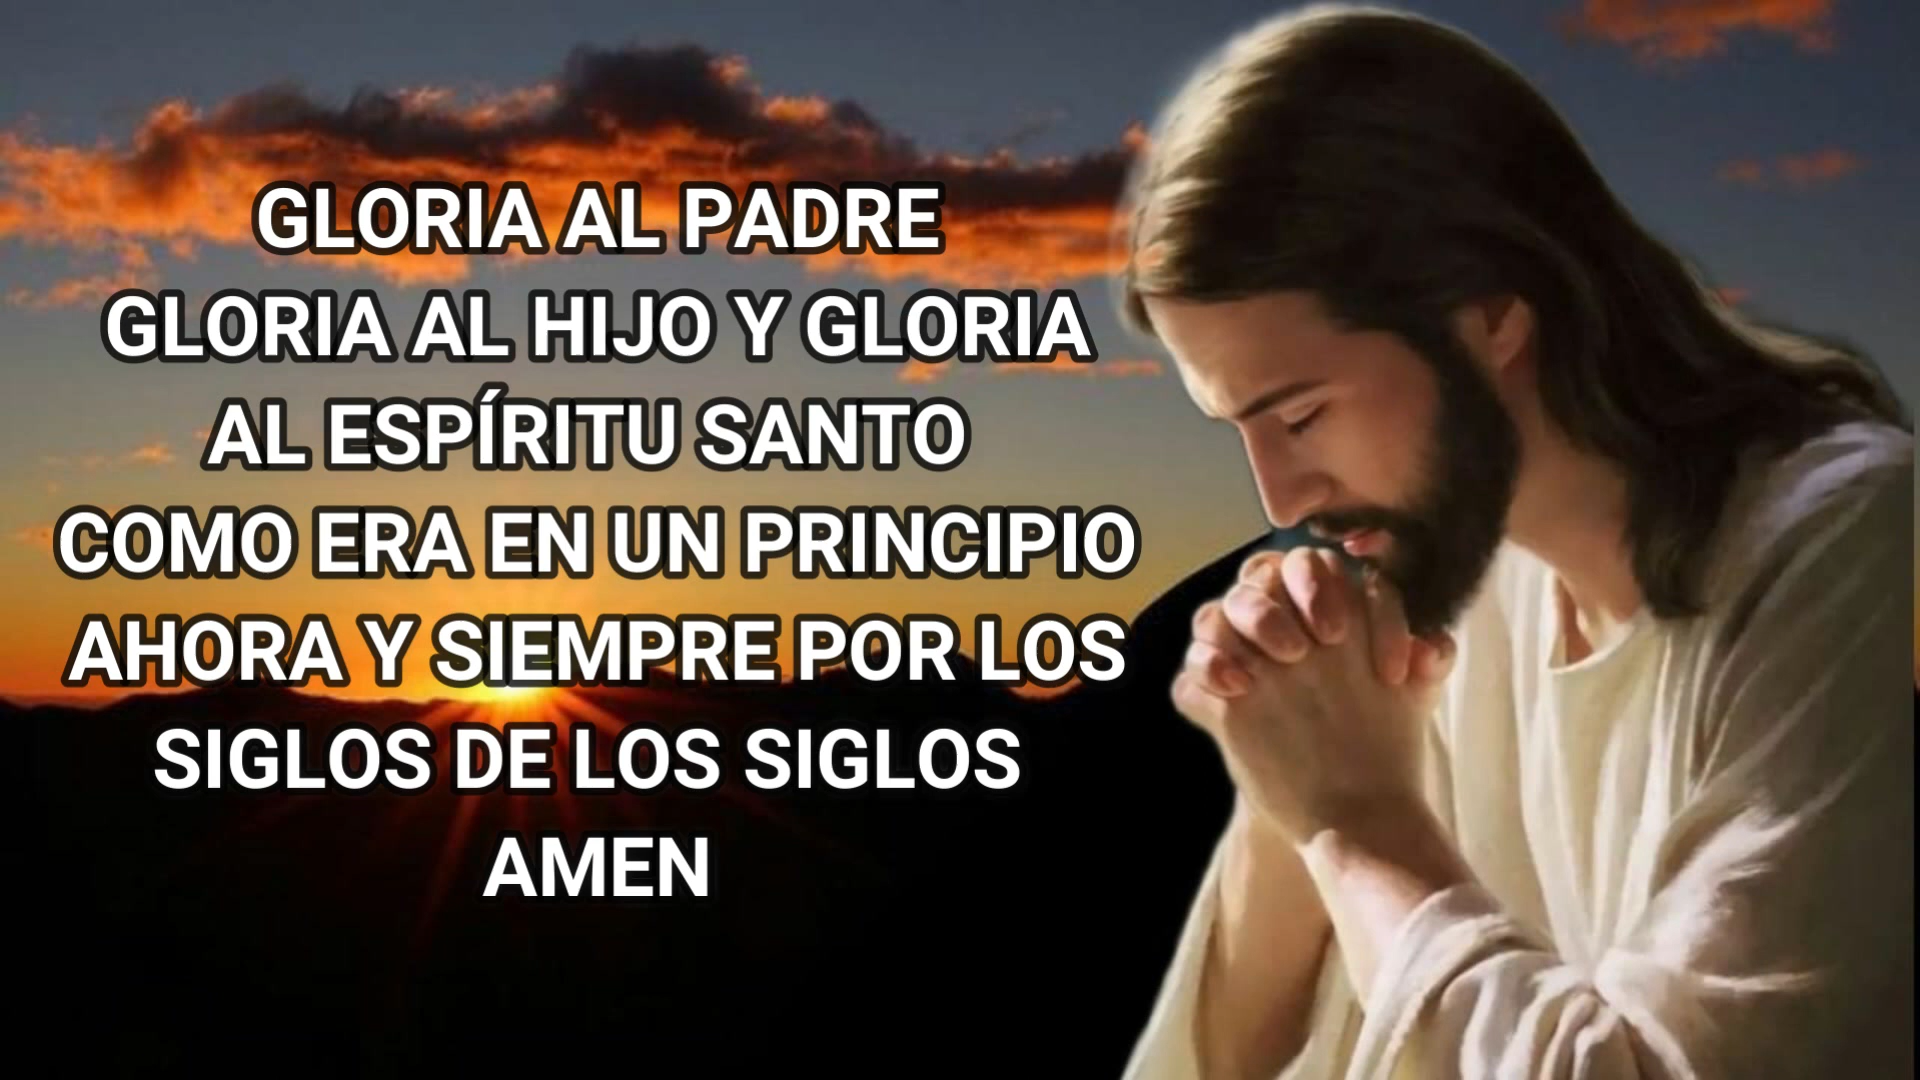 GLORIA AL PADRE
GLORIA AL HIJO Y GLORIA
AL ESPÍRITU SANTO
COMO ERA EN UN PRINCIPIO
AHORA Y SIEMPRE POR LOS
SIGLOS DE LOS SIGLOS
AMEN